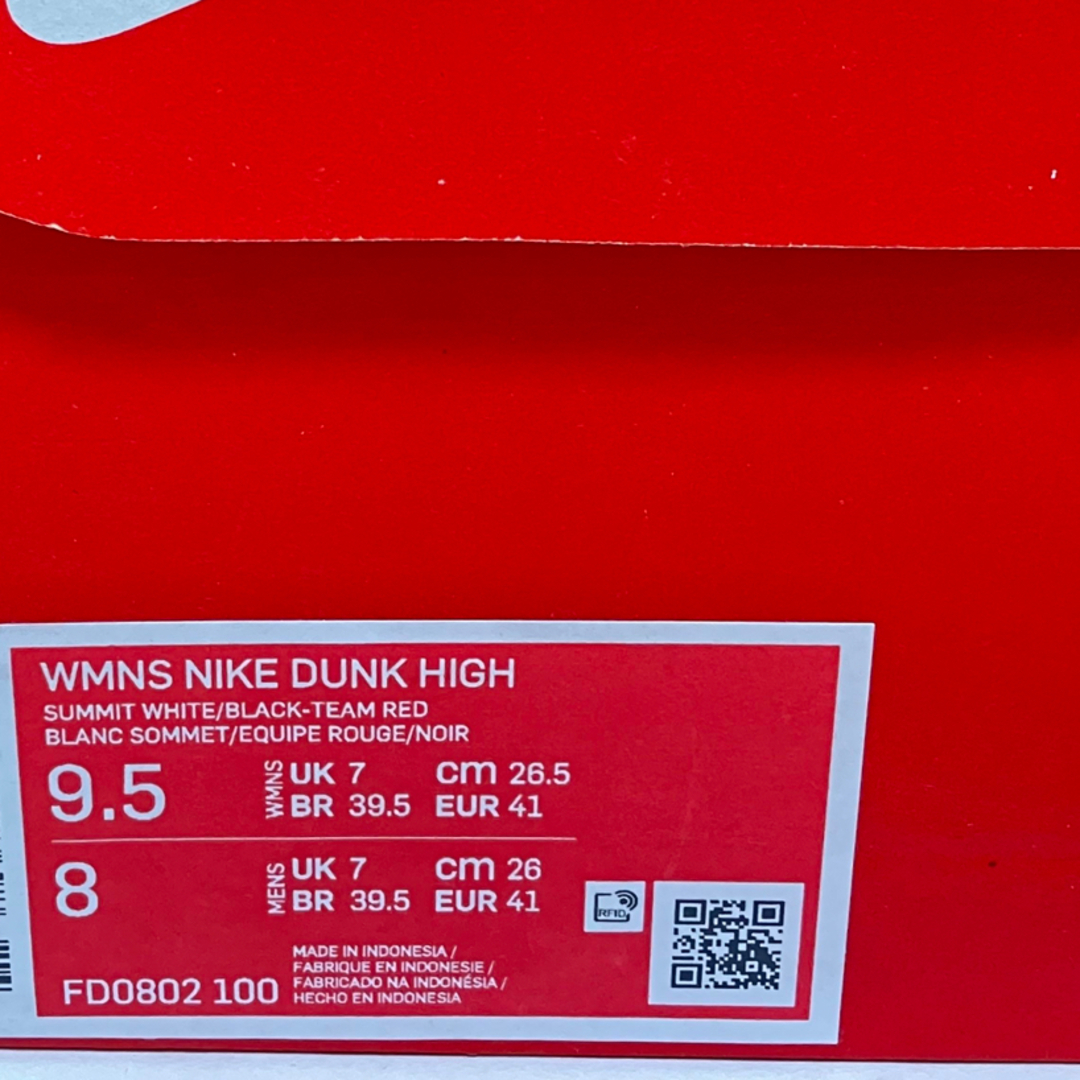 WMNS NIKE DUNK HIGH
SUMMIT WHITE/BLACK-TEAM RED
BLANC SOMMET/EQUIPE ROUGE/NOIR
9.5 WMNS UK 7 cm 26.5
BR 39.5 EUR 41
8 MENS UK 7 cm 26
BR 39.5 EUR 41
RFID
MADE IN INDONESIA /
FABRIQUE EN INDONESIE /
FABRICADO NA INDONÉSIA /
HECHO EN INDONESIA
FD0802 100